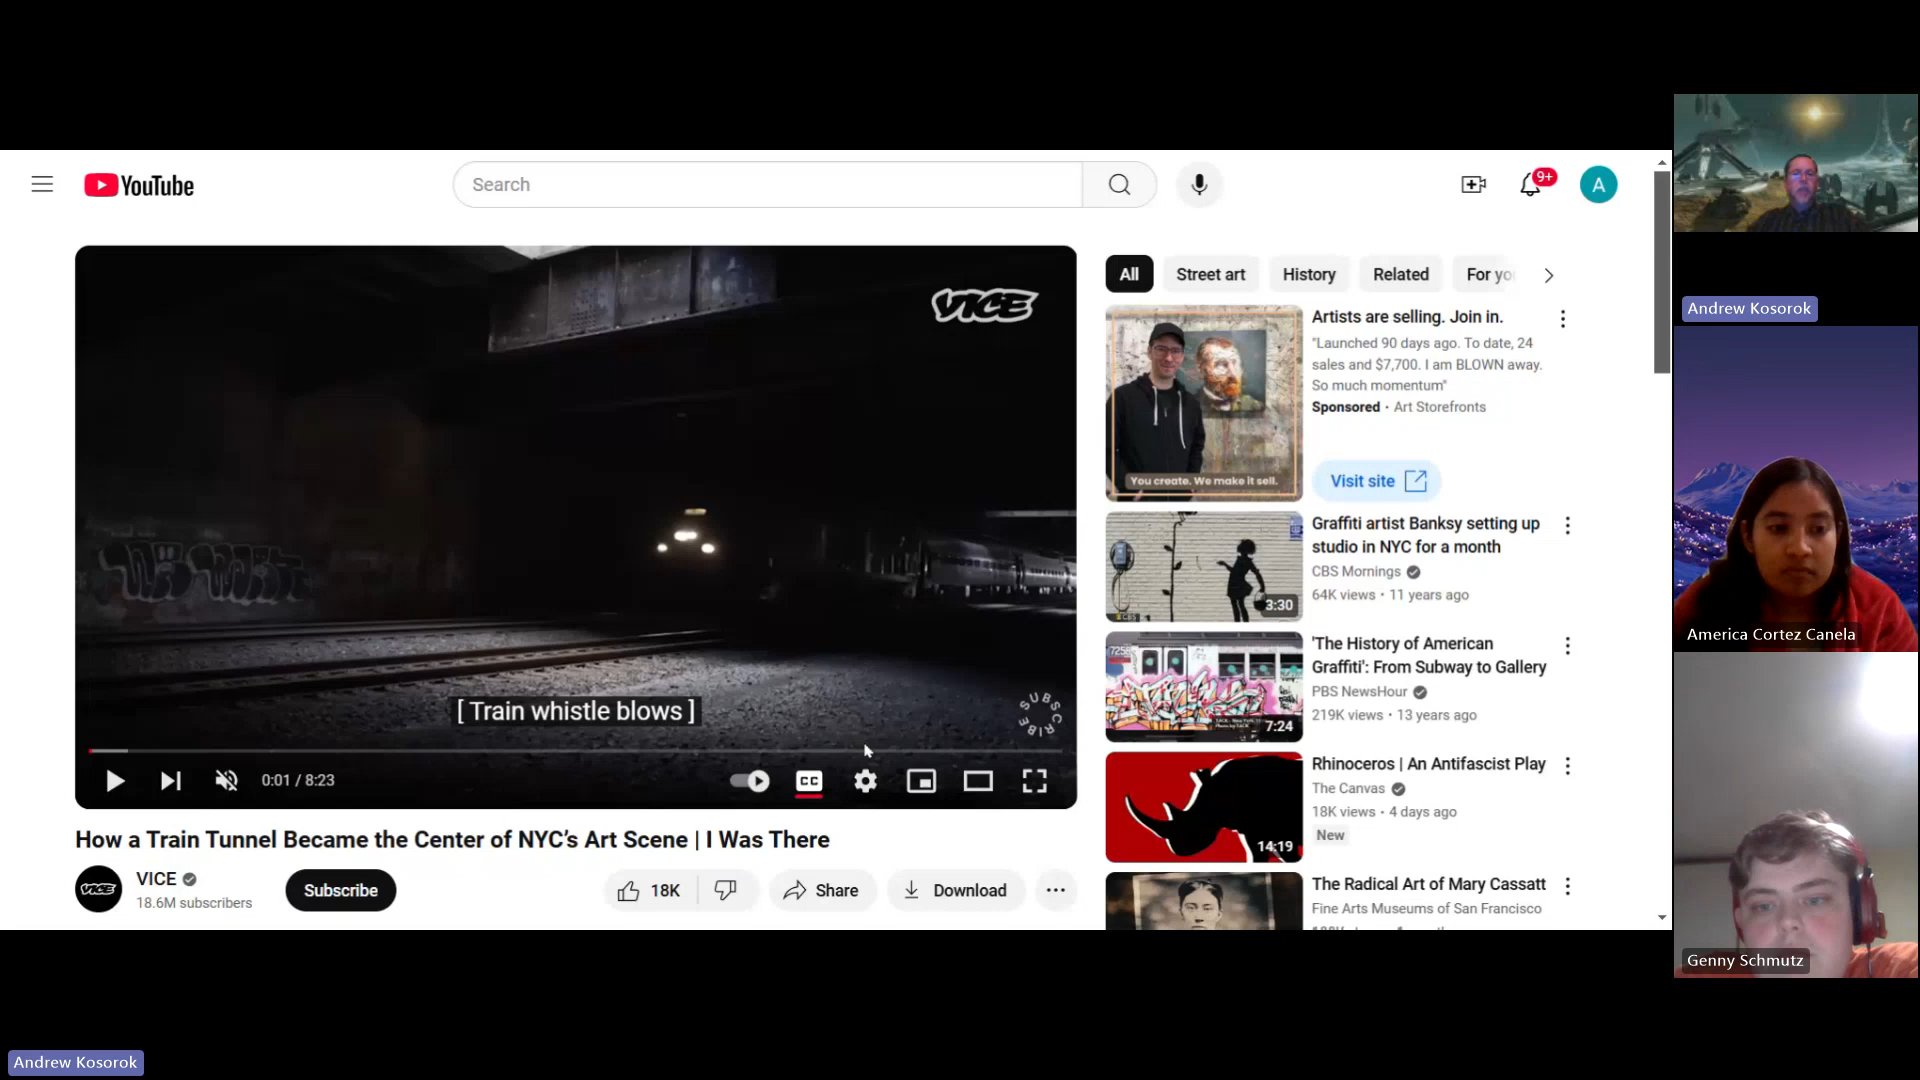 YouTube
Search
9+
A
VICE
[ Train whistle blows ]
SUBSCRIBE
0:01 / 8:23
CC
How a Train Tunnel Became the Center of NYC’s Art Scene | I Was There
VICE
VICE
18.6M subscribers
Subscribe
18K
Share
Download
All
Street art
History
Related
For yo
You create. We make it sell.
Artists are selling. Join in.
"Launched 90 days ago. To date, 24
sales and $7,700. I am BLOWN away.
So much momentum"
Sponsored · Art Storefronts
Visit site
CBS
3:30
Graffiti artist Banksy setting up
studio in NYC for a month
CBS Mornings
64K views • 11 years ago
7:24
'The History of American
Graffiti': From Subway to Gallery
PBS NewsHour
219K views • 13 years ago
14:19
Rhinoceros | An Antifascist Play
The Canvas
18K views • 4 days ago
New
The Radical Art of Mary Cassatt
Fine Arts Museums of San Francisco
Andrew Kosorok
America Cortez Canela
Genny Schmutz
Andrew Kosorok